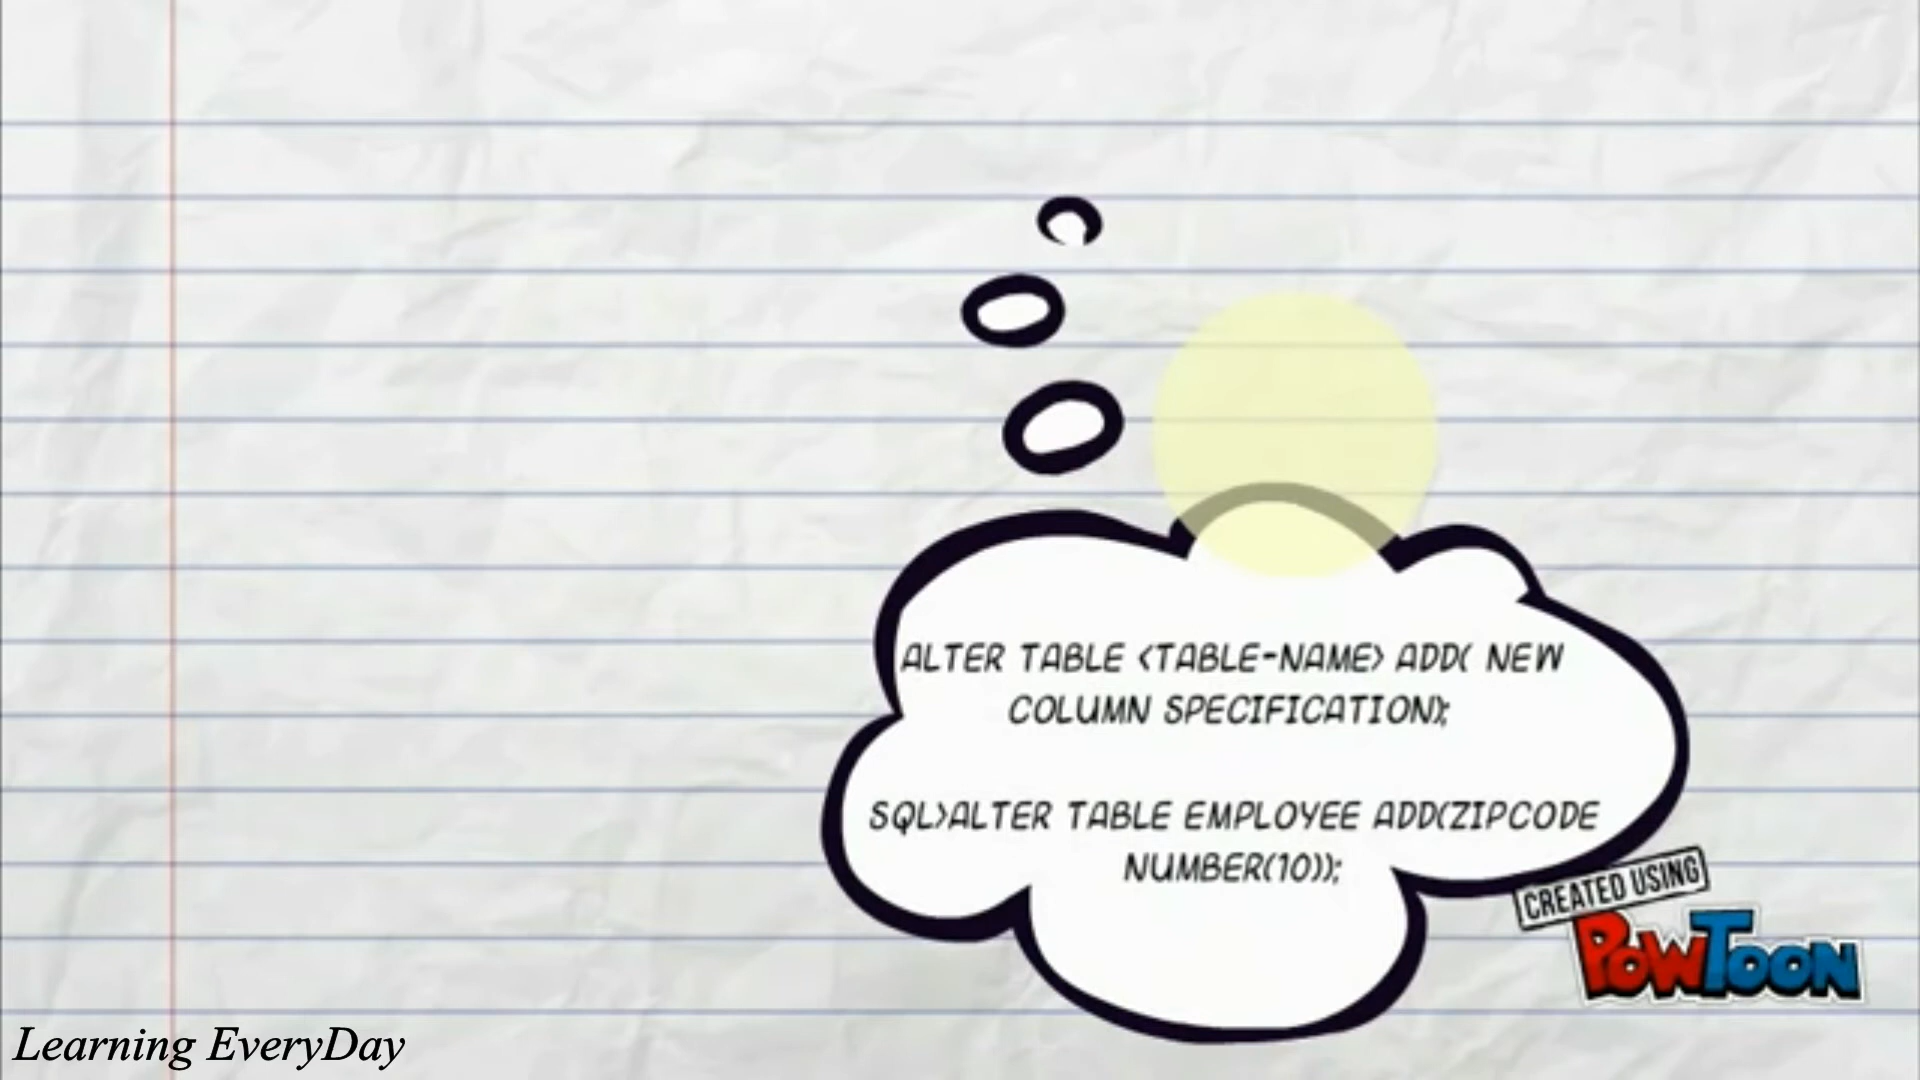 ALTER TABLE <TABLE-NAME> ADD( NEW
COLUMN SPECIFICATION);
SQL>ALTER TABLE EMPLOYEE ADD(ZIPCODE
NUMBER(10));
CREATED USING
POWTOON
Learning EveryDay